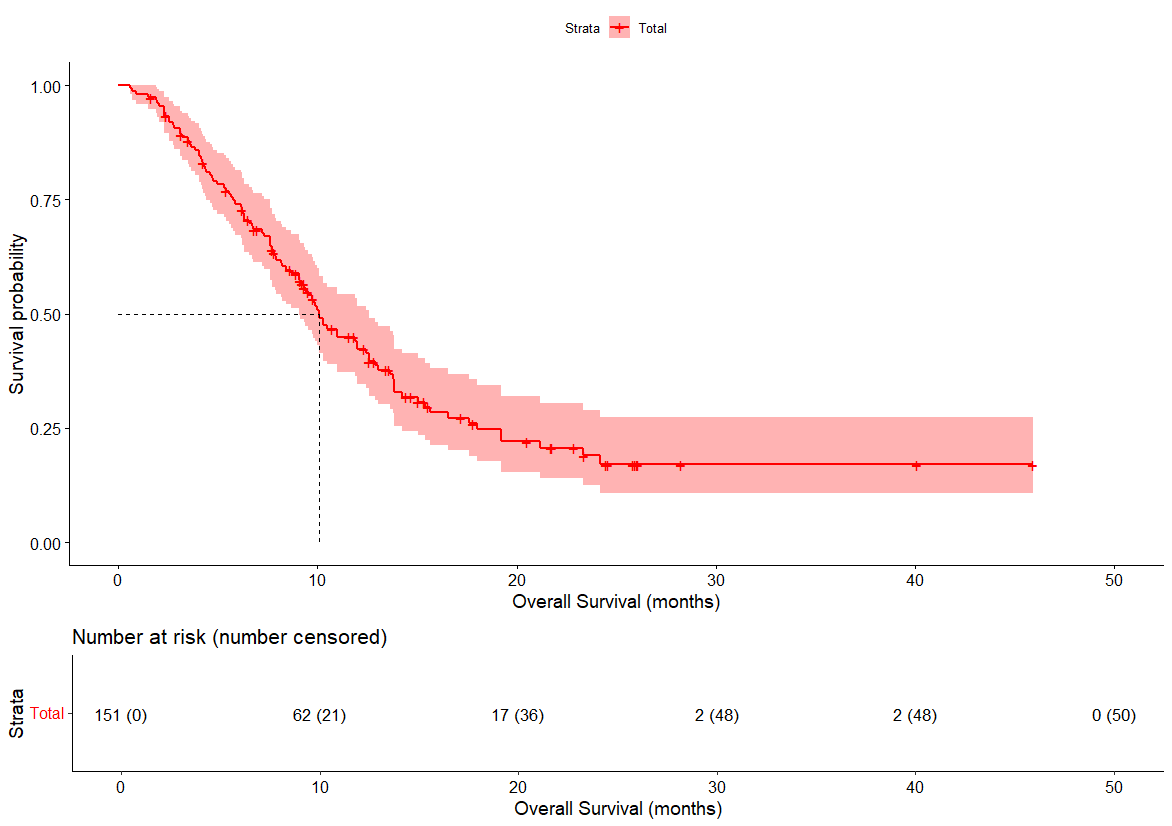 Strata Total
Survival probability
1.00
0.75
0.50
0.25
0.00
0 10 20 30 40 50
Overall Survival (months)
Number at risk (number censored)
Strata
Total
151 (0) 62 (21) 17 (36) 2 (48) 2 (48) 0 (50)
0 10 20 30 40 50
Overall Survival (months)